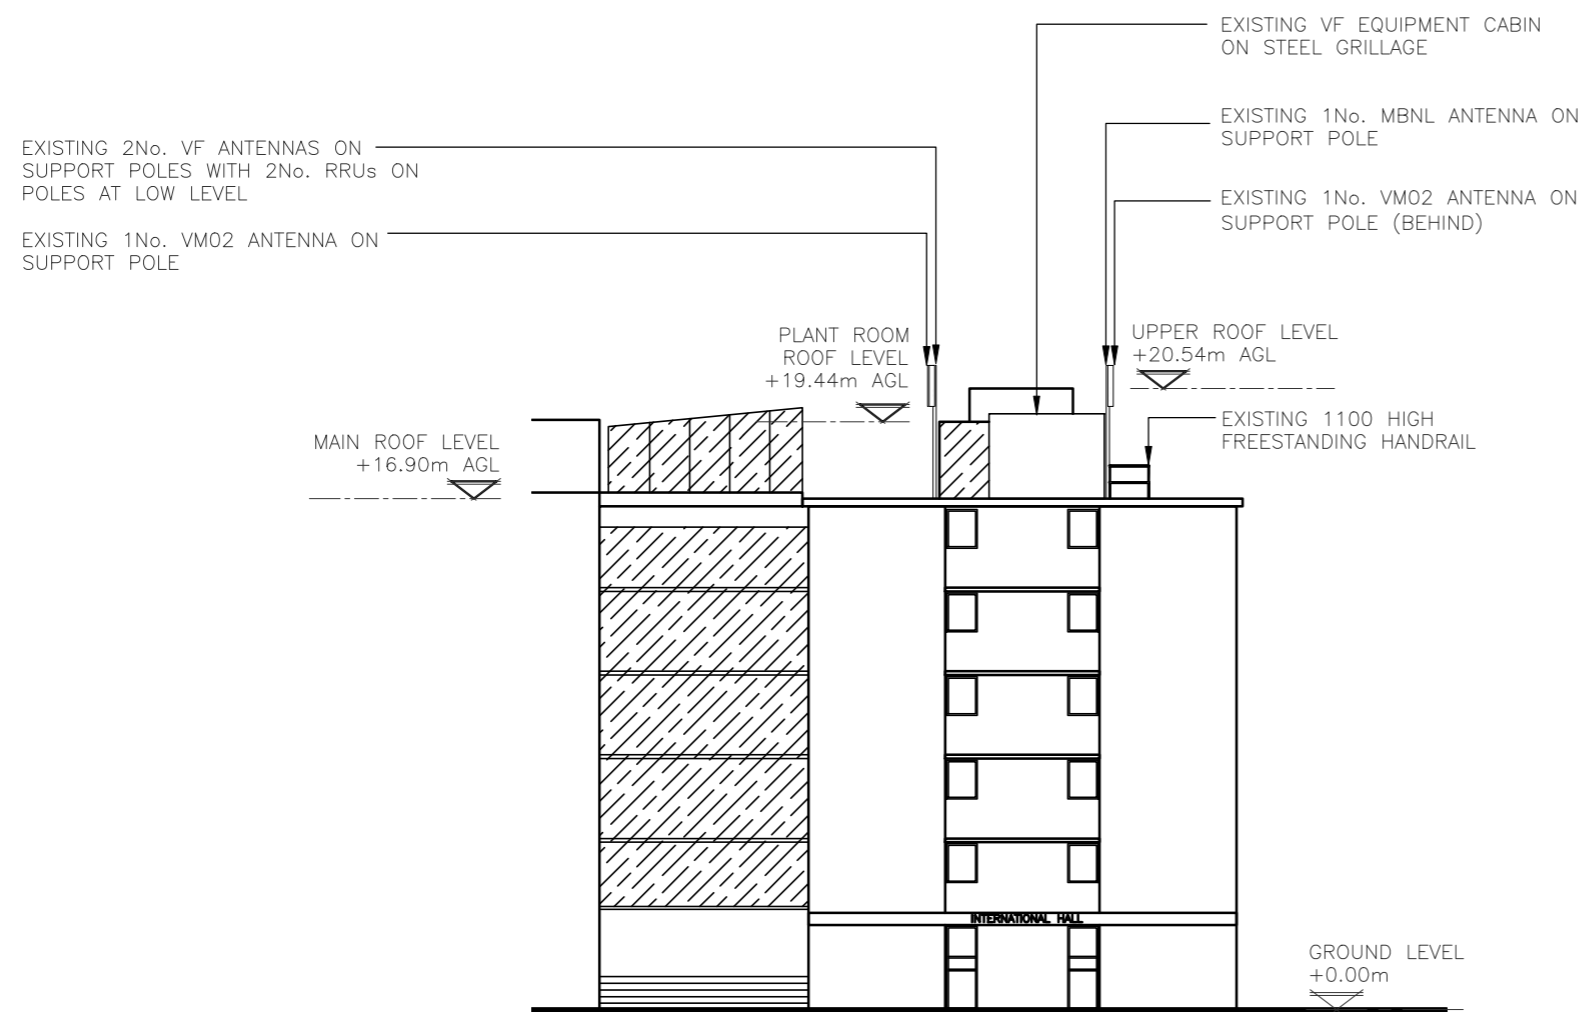 EXISTING VF EQUIPMENT CABIN
ON STEEL GRILLAGE
EXISTING 1No. MBNL ANTENNA ON
SUPPORT POLE
EXISTING 2No. VF ANTENNAS ON
SUPPORT POLES WITH 2No. RRUs ON
POLES AT LOW LEVEL
EXISTING 1No. VMO2 ANTENNA ON
SUPPORT POLE (BEHIND)
EXISTING 1No. VMO2 ANTENNA ON
SUPPORT POLE
PLANT ROOM
ROOF LEVEL
+19.44m AGL
UPPER ROOF LEVEL
+20.54m AGL
MAIN ROOF LEVEL
+16.90m AGL
EXISTING 1100 HIGH
FREESTANDING HANDRAIL
INTERNATIONAL HALL
GROUND LEVEL
+0.00m